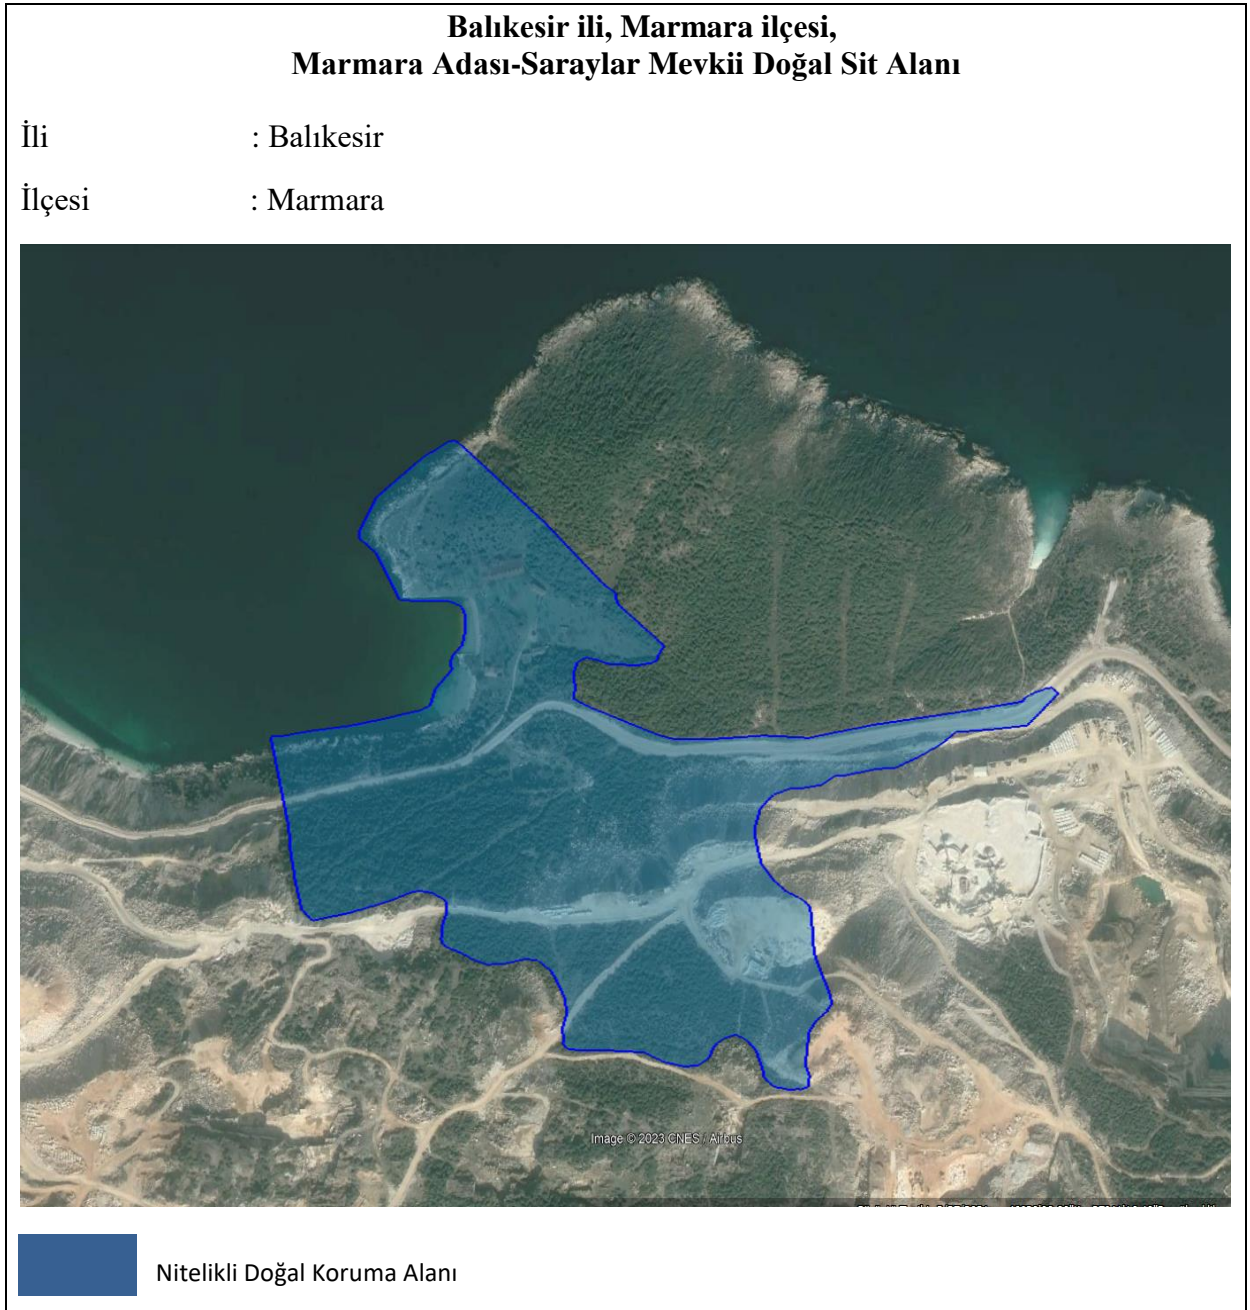 Balıkesir ili, Marmara ilçesi,
Marmara Adası-Saraylar Mevkii Doğal Sit Alanı
İli : Balıkesir
İlçesi : Marmara
Image © 2023 CNES / Airbus
Nitelikli Doğal Koruma Alanı